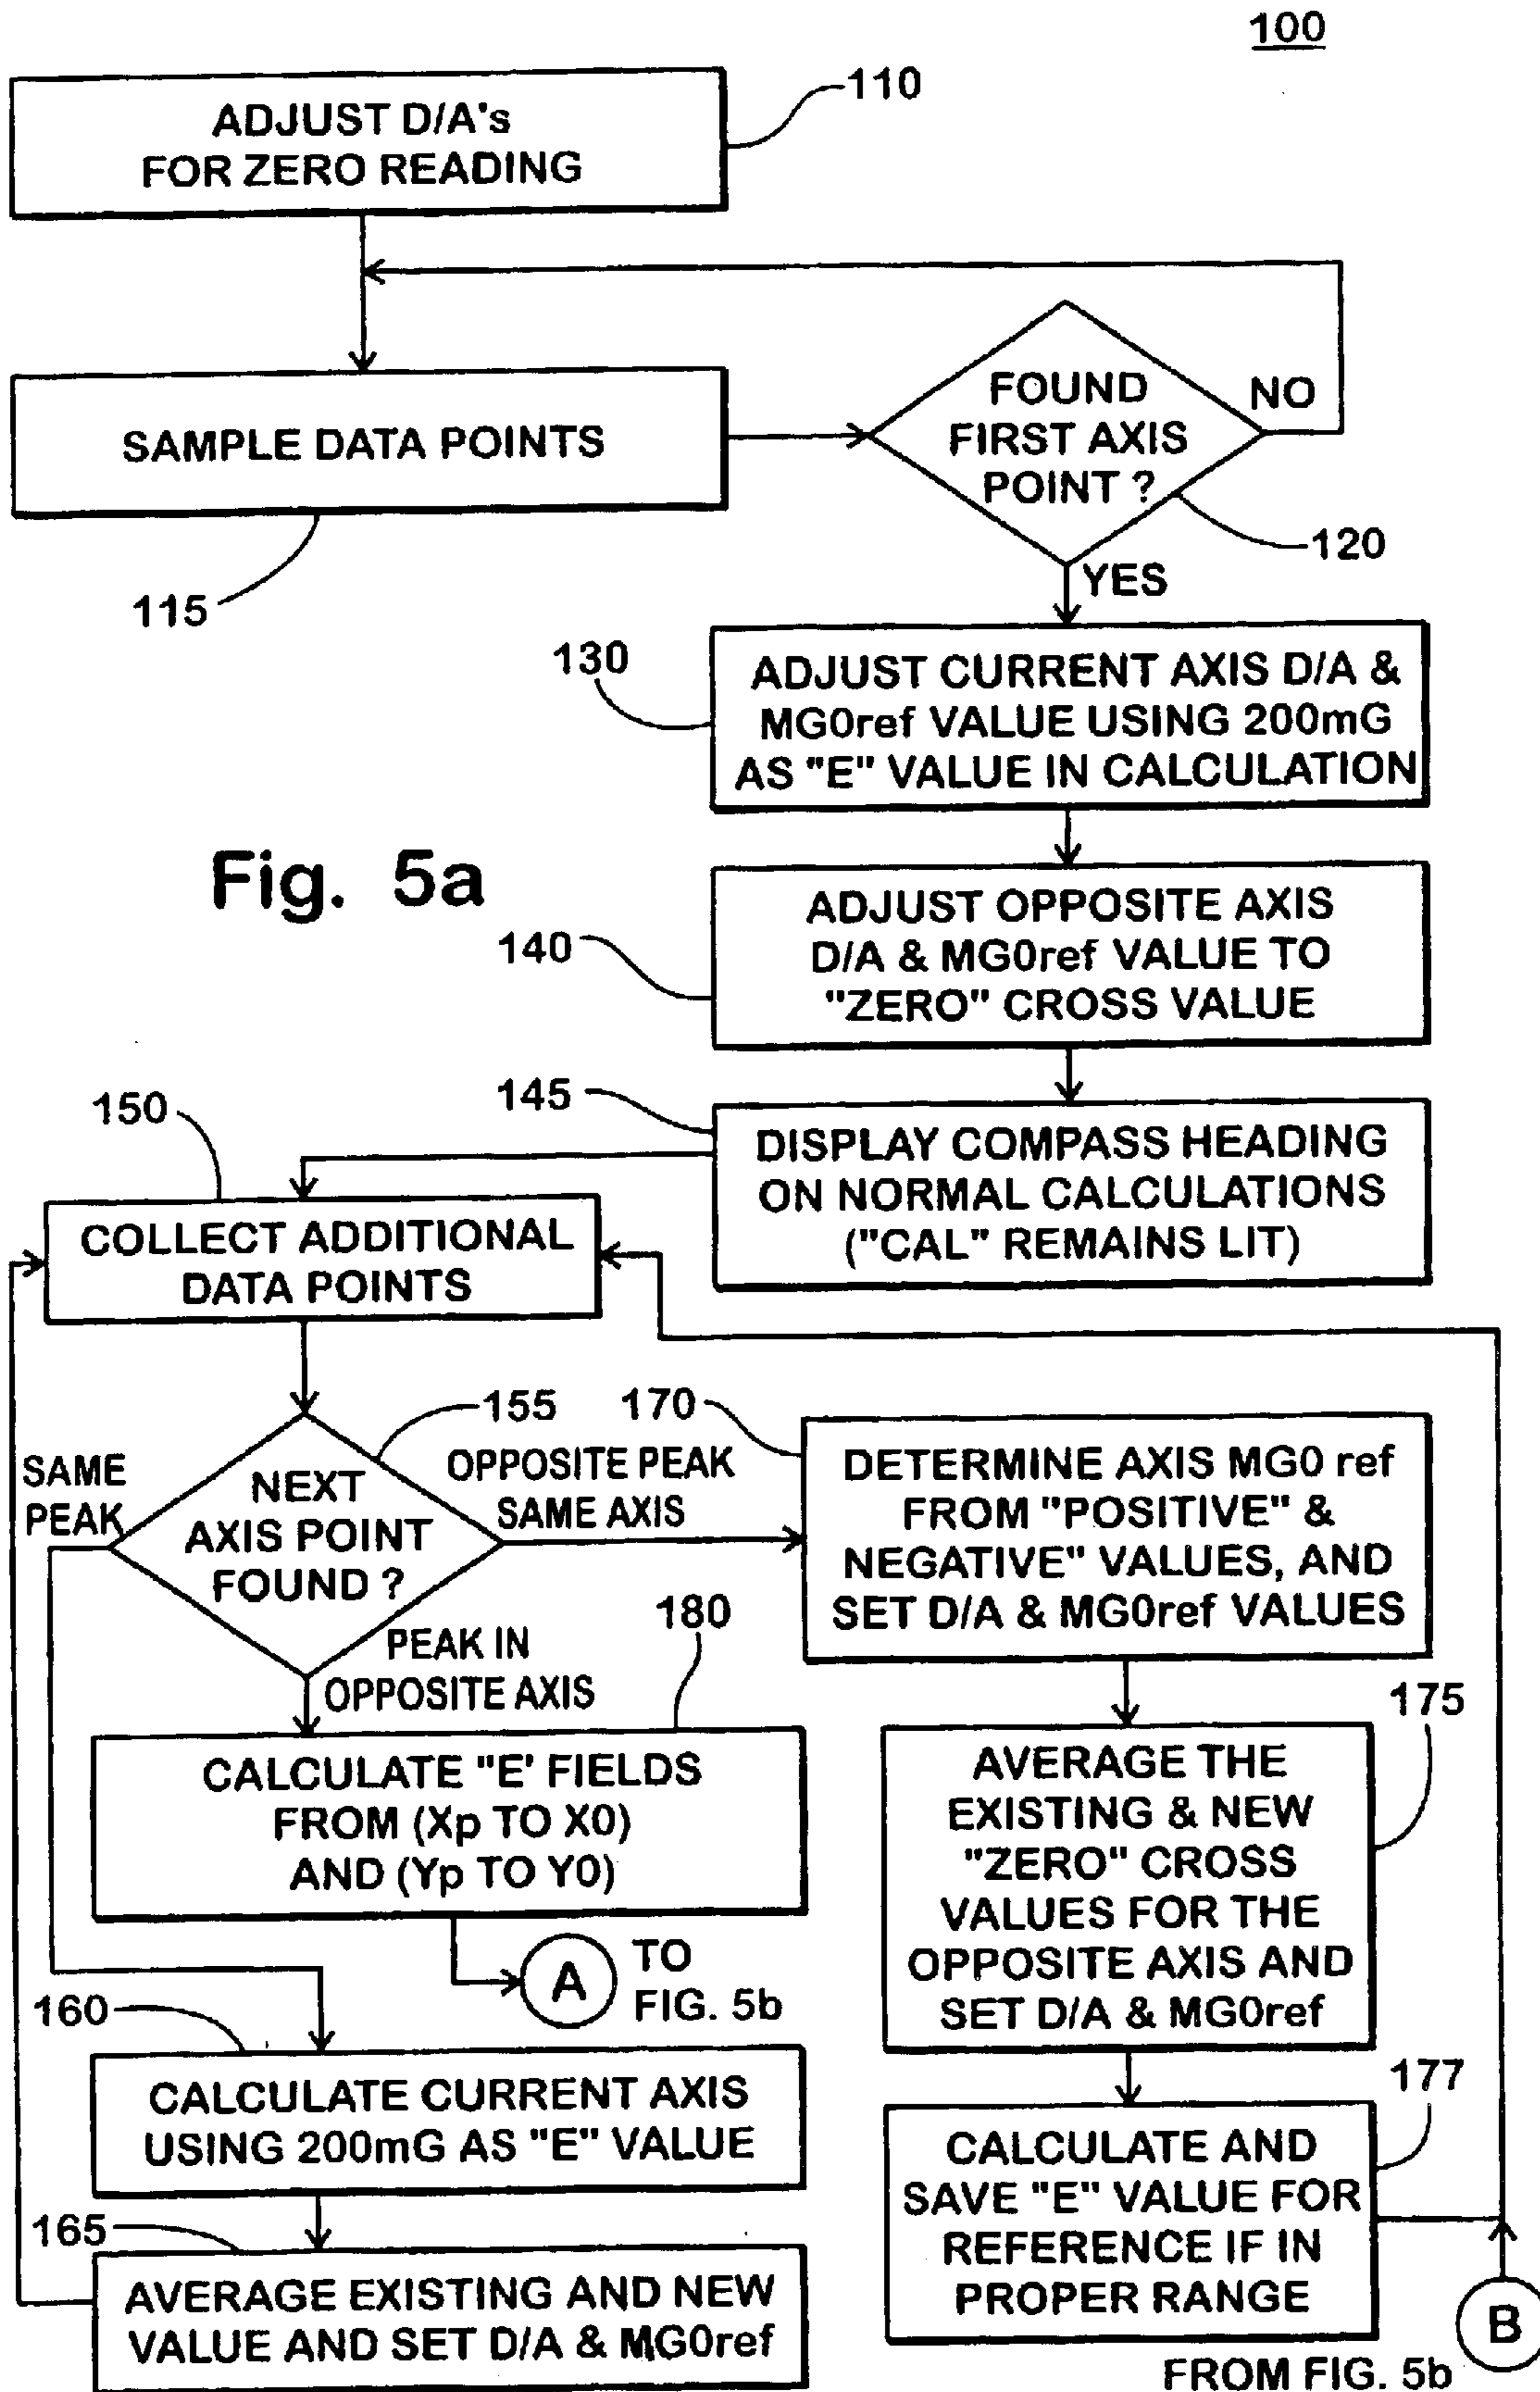 100
ADJUST D/A's
FOR ZERO READING
110
SAMPLE DATA POINTS
115
FOUND
FIRST AXIS
POINT ?
NO
120
YES
130
ADJUST CURRENT AXIS D/A &
MG0ref VALUE USING 200mG
AS "E" VALUE IN CALCULATION
Fig. 5a
140
ADJUST OPPOSITE AXIS
D/A & MG0ref VALUE TO
"ZERO" CROSS VALUE
145
DISPLAY COMPASS HEADING
ON NORMAL CALCULATIONS
("CAL" REMAINS LIT)
150
COLLECT ADDITIONAL
DATA POINTS
155
NEXT
AXIS POINT
FOUND ?
SAME
PEAK
OPPOSITE PEAK
SAME AXIS
PEAK IN
OPPOSITE AXIS
170
DETERMINE AXIS MG0 ref
FROM "POSITIVE" &
NEGATIVE" VALUES, AND
SET D/A & MG0ref VALUES
180
CALCULATE "E' FIELDS
FROM (Xp TO X0)
AND (Yp TO Y0)
A
TO
FIG. 5b
175
AVERAGE THE
EXISTING & NEW
"ZERO" CROSS
VALUES FOR THE
OPPOSITE AXIS AND
SET D/A & MG0ref
160
CALCULATE CURRENT AXIS
USING 200mG AS "E" VALUE
165
AVERAGE EXISTING AND NEW
VALUE AND SET D/A & MG0ref
177
CALCULATE AND
SAVE "E" VALUE FOR
REFERENCE IF IN
PROPER RANGE
B
FROM FIG. 5b